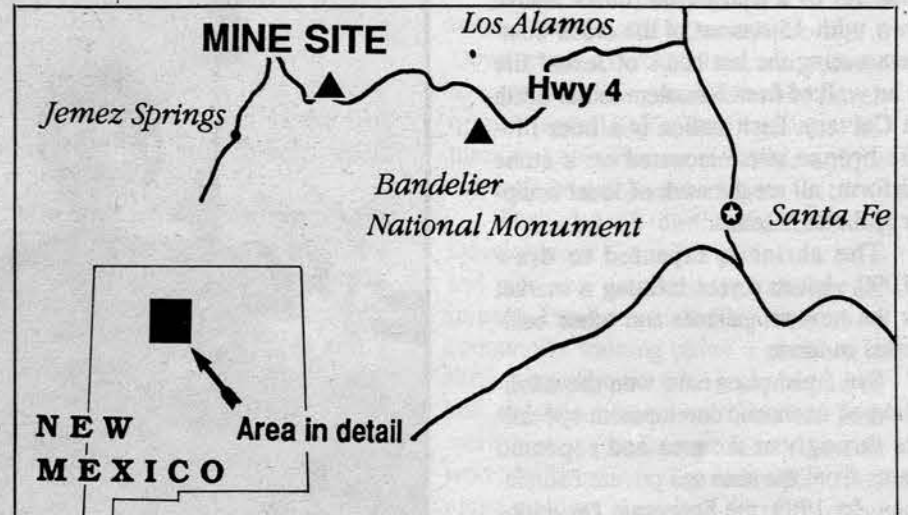 MINE SITE
Los Alamos
Hwy 4
Jemez Springs
Bandelier
National Monument
Santa Fe
NEW
MEXICO
Area in detail